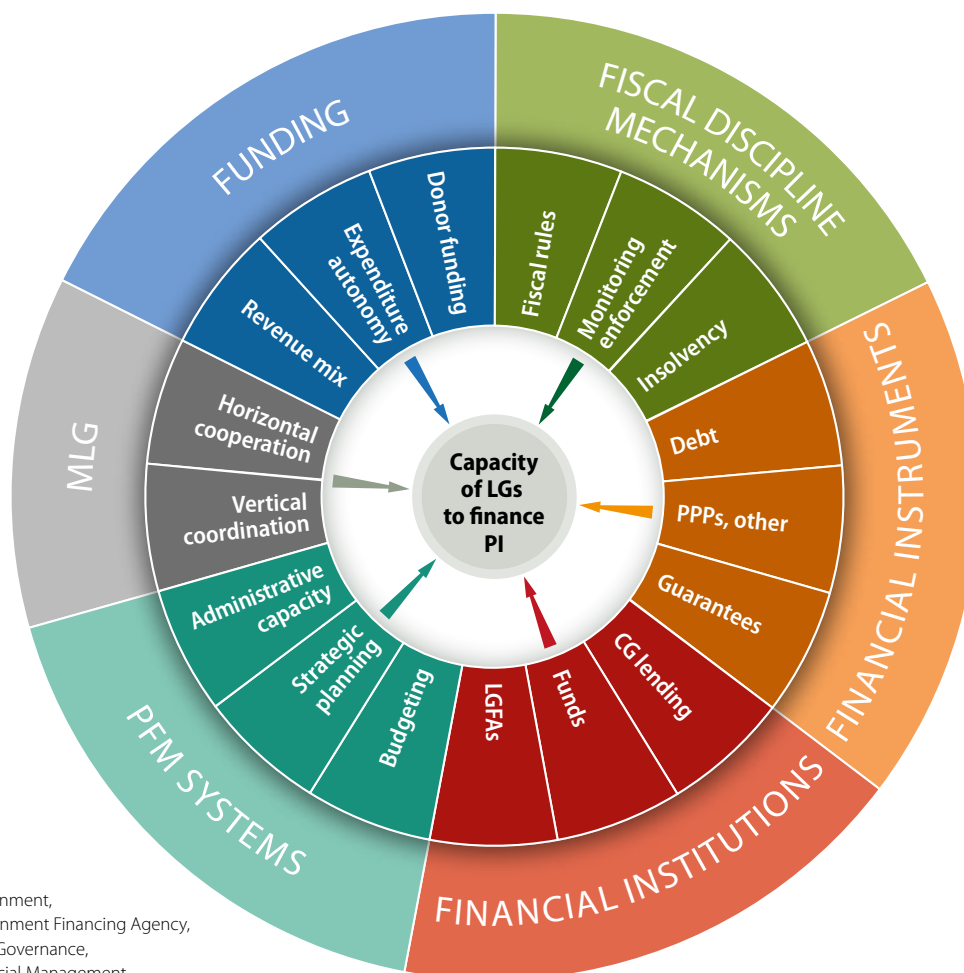 FUNDING
FISCAL DISCIPLINE
MECHANISMS
FINANCIAL INSTRUMENTS
FINANCIAL INSTITUTIONS
PFM SYSTEMS
MLG
Donor funding
Expenditure
autonomy
Revenue mix
Fiscal rules
Monitoring
enforcement
Insolvency
Debt
PPPs, other
Guarantees
CG lending
Funds
LGFAs
Budgeting
Strategic
planning
Administrative
capacity
Vertical
coordination
Horizontal
cooperation
Capacity
of LGs
to finance
PI
nment,
nment Financing Agency,
Governance,
cial Management